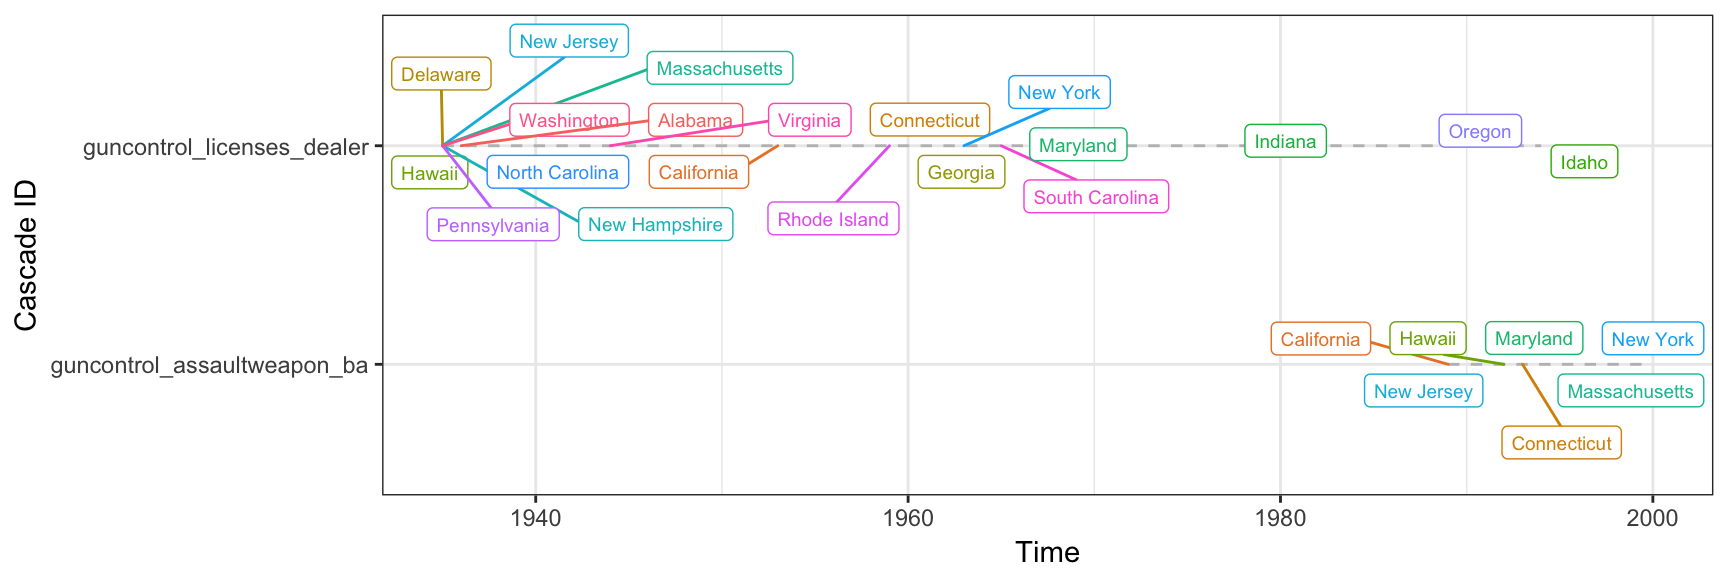 New Jersey
Massachusetts
Delaware
New York
Washington
Alabama
Virginia
Connecticut
Oregon
Indiana
Maryland
guncontrol_licenses_dealer
Idaho
Hawaii
North Carolina
California
Georgia
South Carolina
Pennsylvania
New Hampshire
Rhode Island
Cascade ID
California
Hawaii
Maryland
New York
guncontrol_assaultweapon_ba
New Jersey
Massachusetts
Connecticut
1940
1960
1980
2000
Time